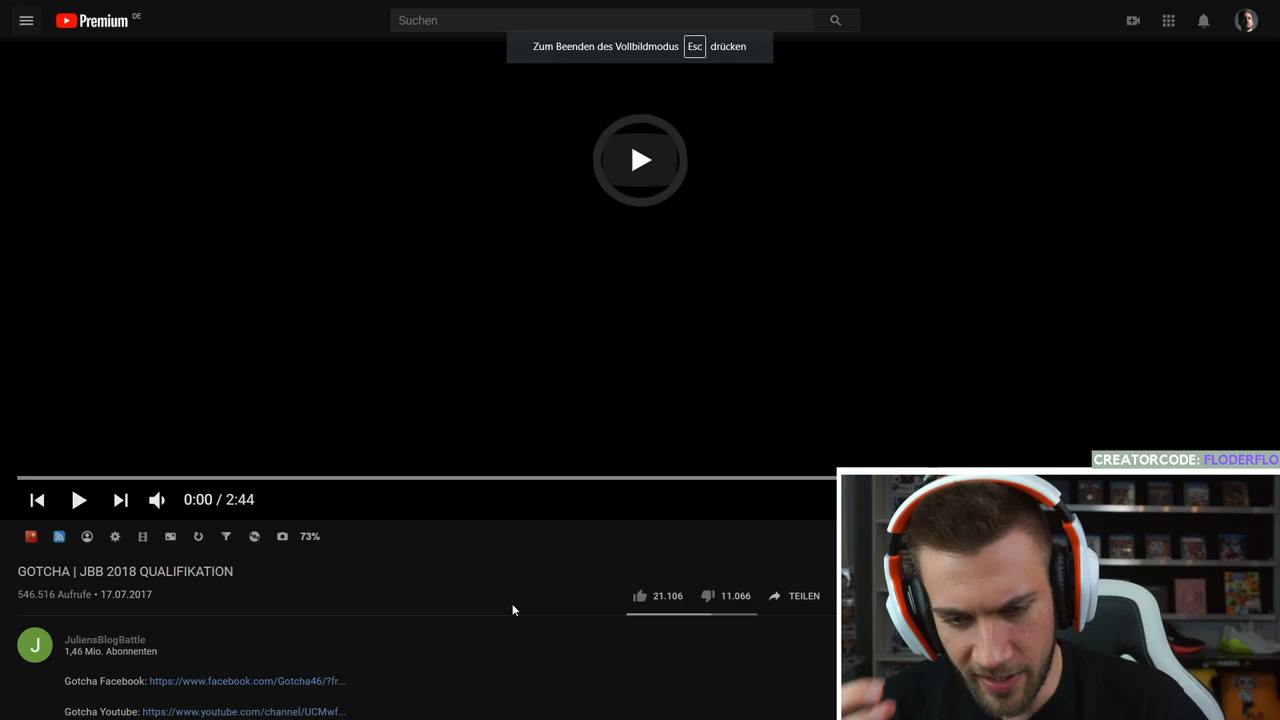 Premium DE
Suchen
Zum Beenden des Vollbildmodus Esc drücken
CREATORCODE: FLODERFLO
0:00 / 2:44
73%
GOTCHA | JBB 2018 QUALIFIKATION
546.516 Aufrufe • 17.07.2017
21.106
11.066
TEILEN
J
JuliensBlogBattle
1,46 Mio. Abonnenten
Gotcha Facebook: https://www.facebook.com/Gotcha46/?fr...
Gotcha Youtube: https://www.youtube.com/channel/UCMwf...